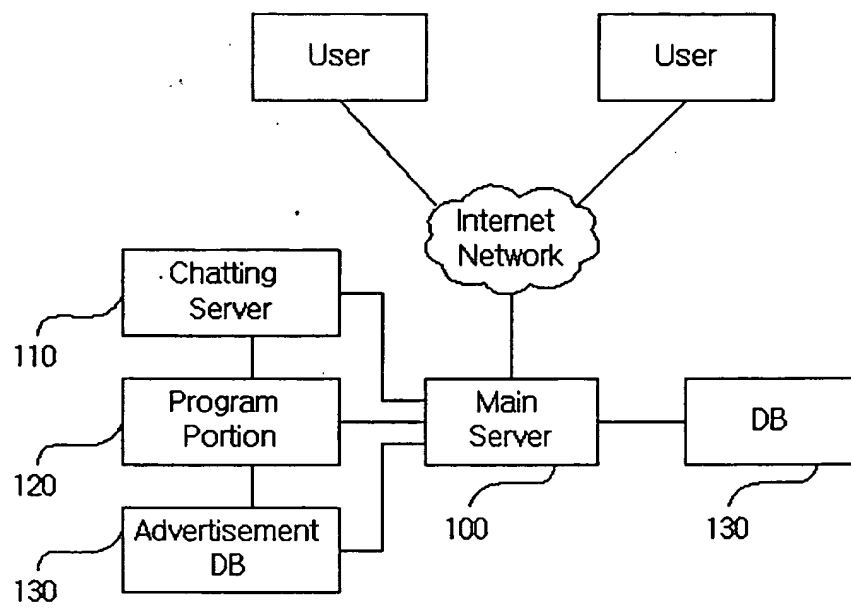 User
User
Internet
Network
Chatting
Server
110
Program
Portion
Main
Server
DB
120
100
130
Advertisement
DB
130